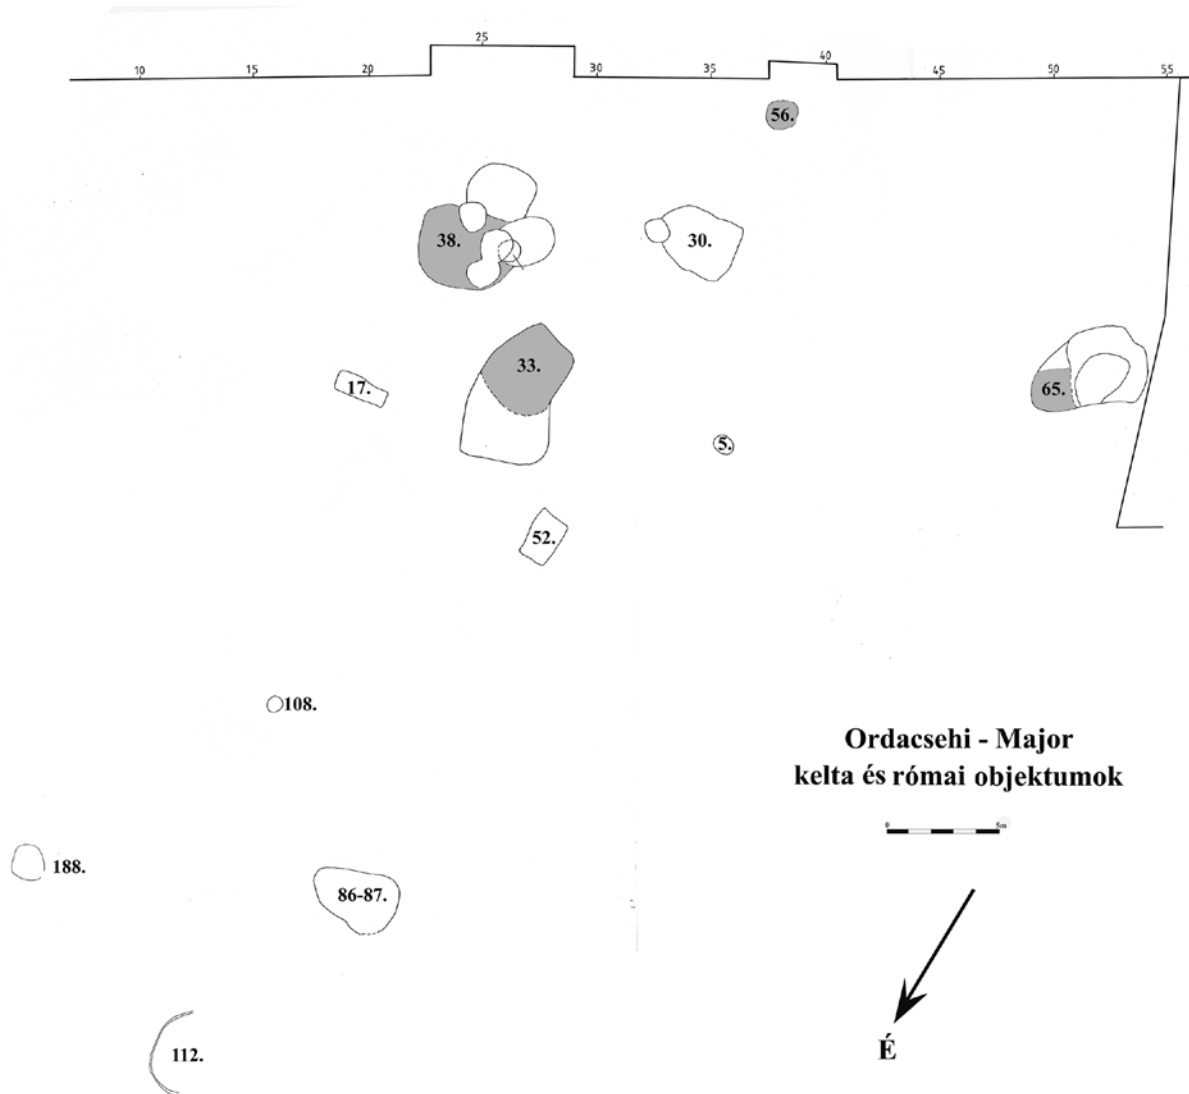 25
10 15 20 30 35 40 45 50 55
56.
38. 30.
33.
17. 65.
5.
52.
108.
Ordacsehi - Major
kelta és római objektumok
0 5m
188.
86-87.
112.
É